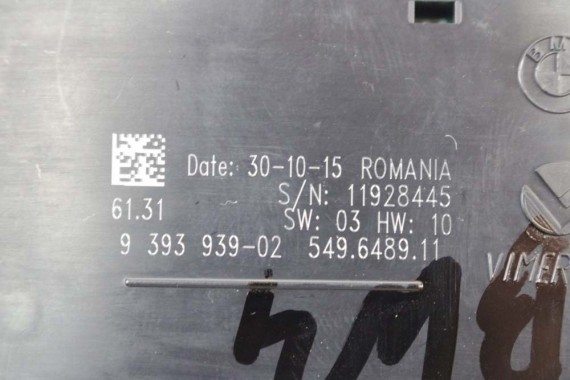 BMW
Date: 30-10-15 ROMANIA
S/N: 11928445
61.31
SW: 03 HW: 10
9 393 939-02 549.6489.11
VIMER